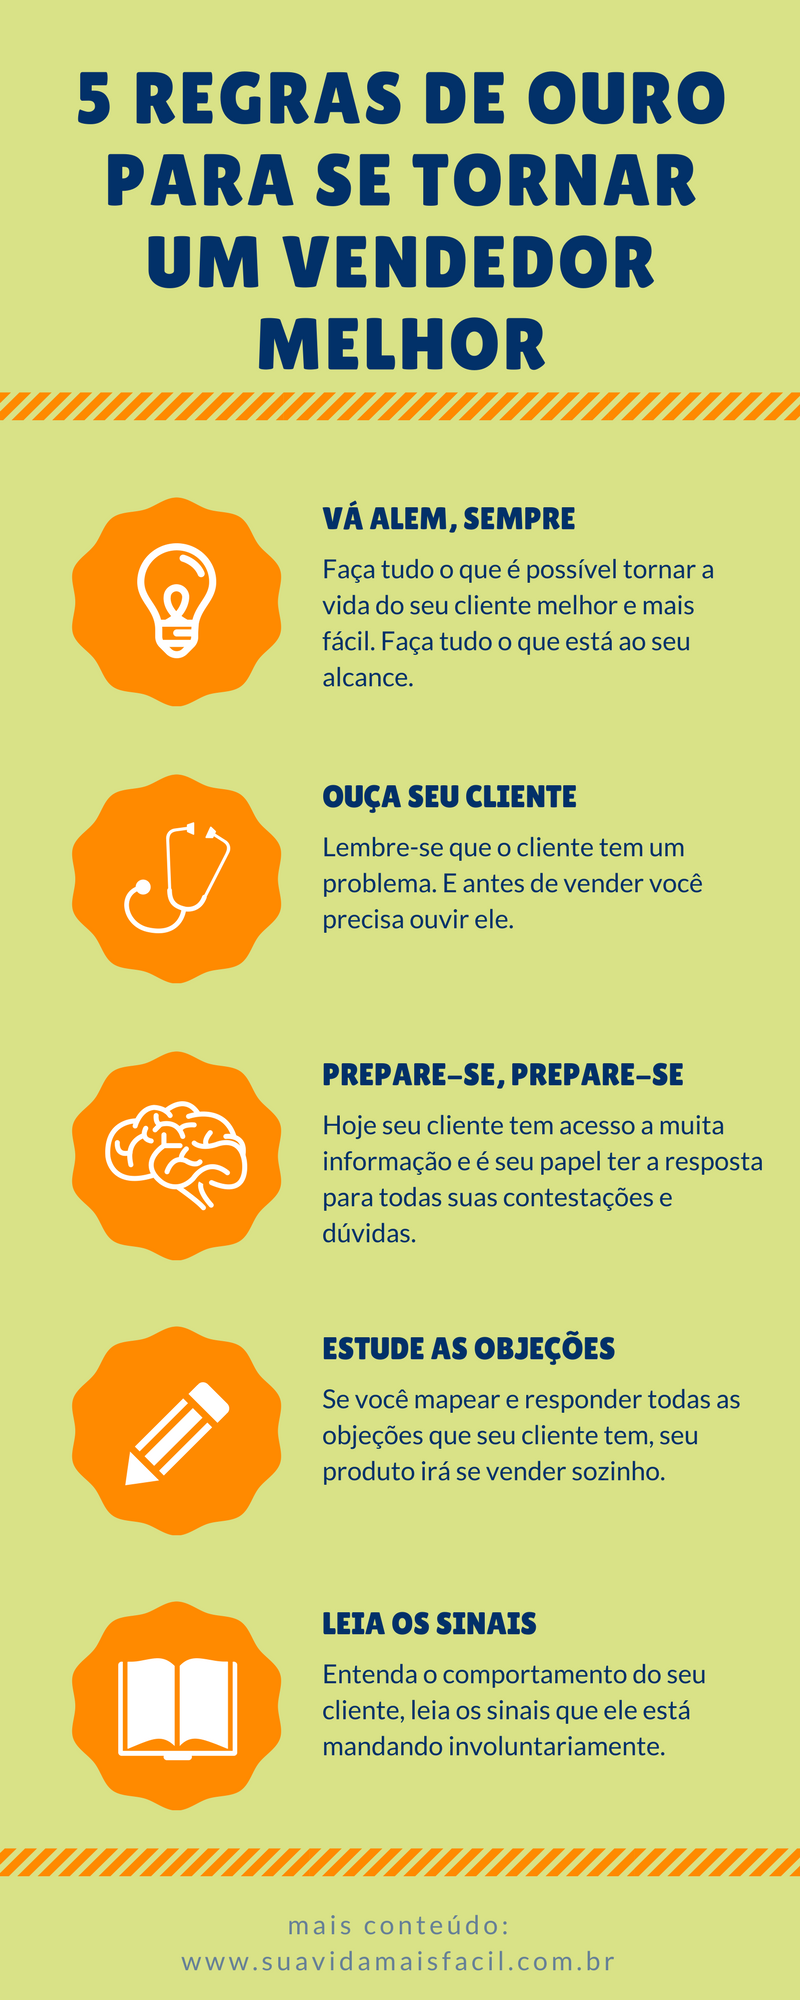 5 REGRAS DE OURO
PARA SE TORNAR
UM VENDEDOR
MELHOR
VÁ ALEM, SEMPRE
Faça tudo o que é possível tornar a
vida do seu cliente melhor e mais
fácil. Faça tudo o que está ao seu
alcance.
OUÇA SEU CLIENTE
Lembre-se que o cliente tem um
problema. E antes de vender você
precisa ouvir ele.
PREPARE-SE, PREPARE-SE
Hoje seu cliente tem acesso a muita
informação e é seu papel ter a resposta
para todas suas contestações e
dúvidas.
ESTUDE AS OBJEÇÕES
Se você mapear e responder todas as
objeções que seu cliente tem, seu
produto irá se vender sozinho.
LEIA OS SINAIS
Entenda o comportamento do seu
cliente, leia os sinais que ele está
mandando involuntariamente.
mais conteúdo:
www.suavidamaisfacil.com.br